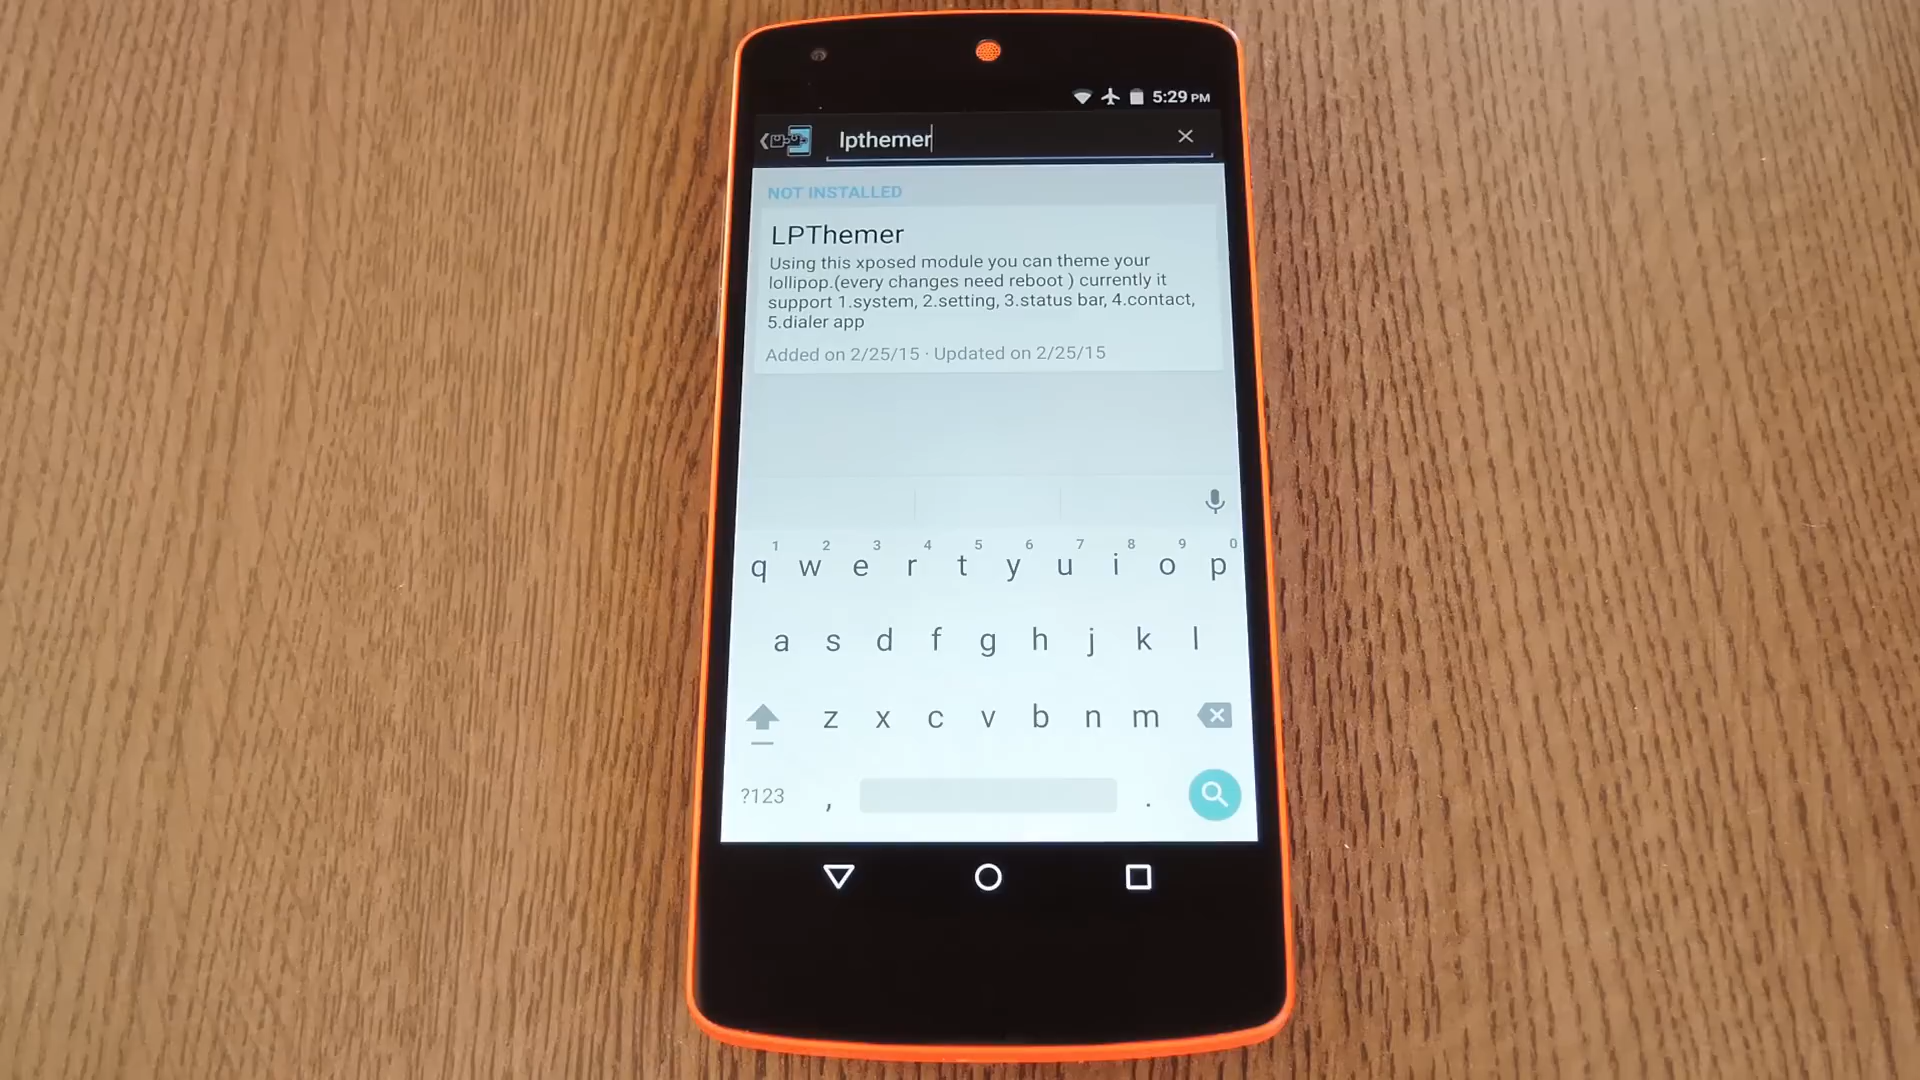 5:29 PM
lpthemer
NOT INSTALLED
LPThemer
Using this xposed module you can theme your
lollipop.(every changes need reboot ) currently it
support 1.system, 2.setting, 3.status bar, 4.contact,
5.dialer app
Added on 2/25/15 · Updated on 2/25/15
1 2 3 4 5 6 7 8 9 0
q w e r t y u i o p
a s d f g h j k l
z x c v b n m
?123 , .